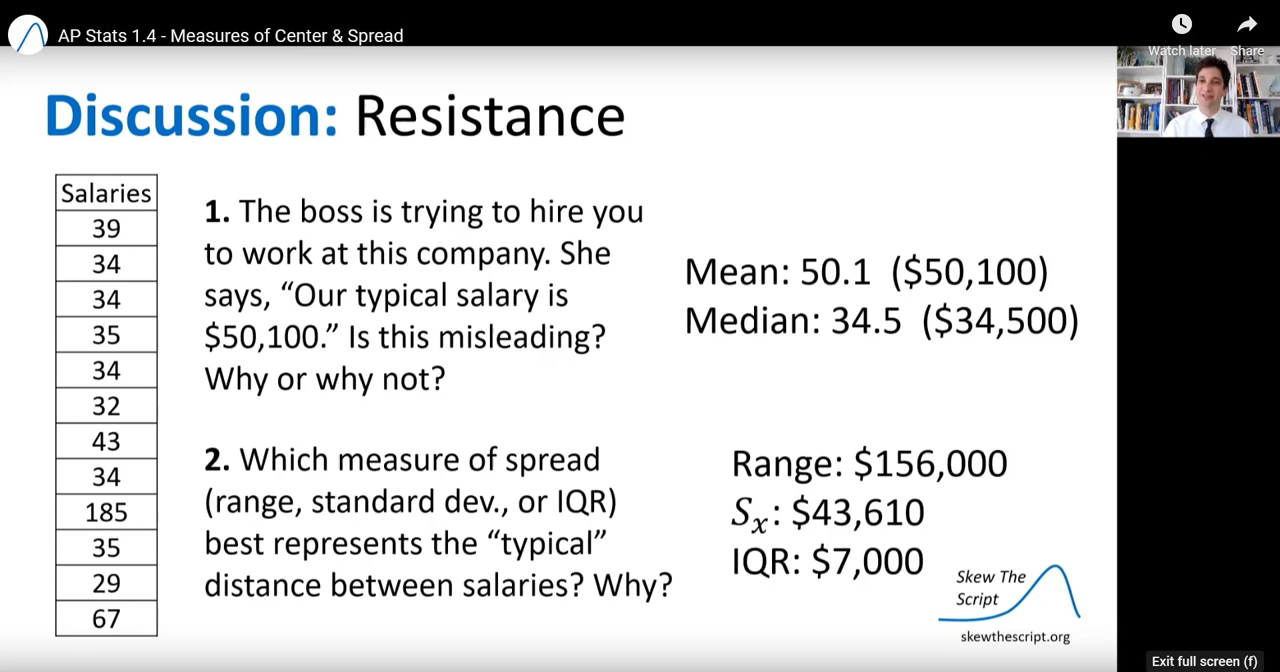 AP Stats 1.4 - Measures of Center & Spread
Watch later
Share
Discussion: Resistance
Salaries
39
34
34
35
34
32
43
34
185
35
29
67
1. The boss is trying to hire you
to work at this company. She
says, “Our typical salary is
$50,100.” Is this misleading?
Why or why not?
Mean: 50.1 ($50,100)
Median: 34.5 ($34,500)
2. Which measure of spread
(range, standard dev., or IQR)
best represents the “typical”
distance between salaries? Why?
Range: $156,000
Sx: $43,610
IQR: $7,000
Skew The
Script
skewthescript.org
Exit full screen (f)